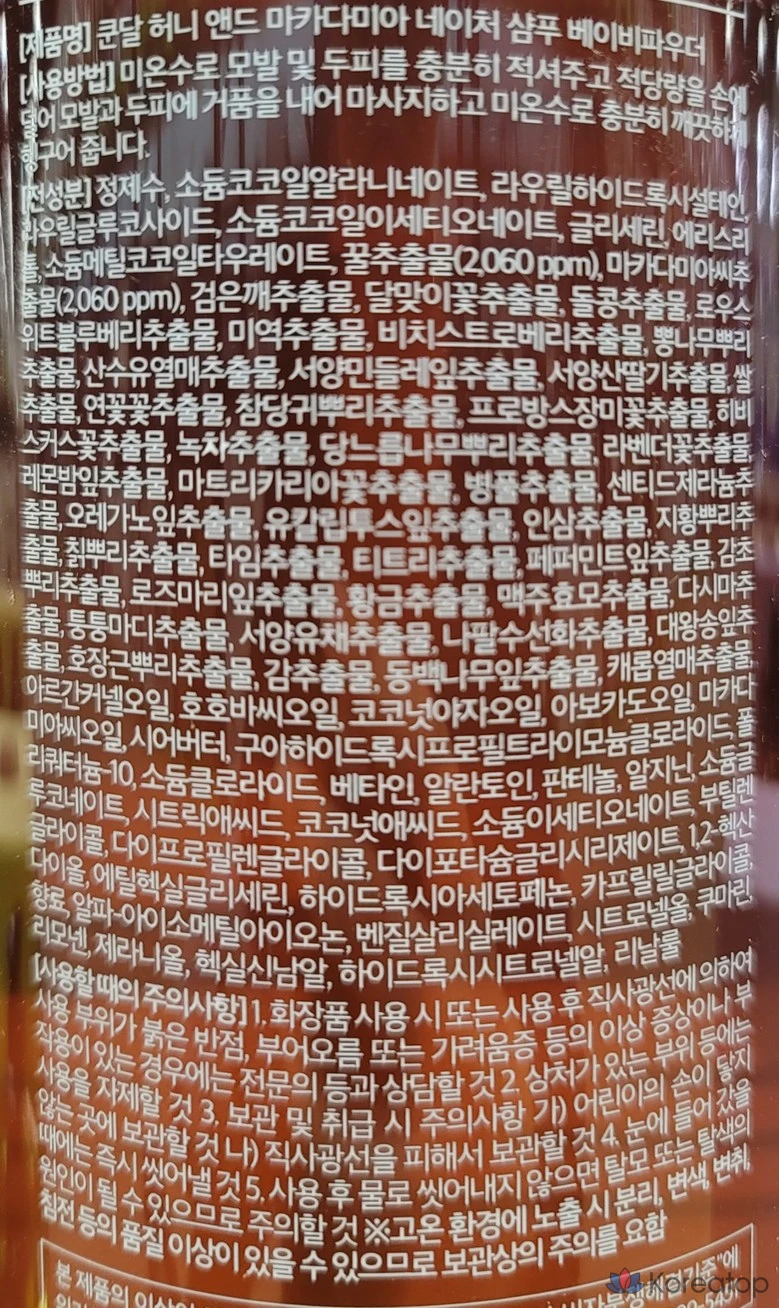 [제품명] 쿤달 허니 앤드 마카다미아 네이처 샴푸 베이비파우더
[사용방법] 미온수로 모발 및 두피를 충분히 적셔주고 적당량을 손에
덜어 모발과 두피에 거품을 내어 마사지하고 미온수로 충분히 깨끗하게
헹구어 줍니다.
[전성분] 정제수, 소듐코코일알라니네이트, 라우릴하이드록시설테인,
라우릴글루코사이드, 소듐코코일이세티오네이트, 글리세린, 에리스리
톨, 소듐메틸코코일타우레이트, 꿀추출물(2,060 ppm), 마카다미아씨추
출물(2,060 ppm), 검은깨추출물, 달맞이꽃추출물, 돌콩추출물, 로우스
위트블루베리추출물, 미역추출물, 비치스트로베리추출물, 뽕나무뿌리
추출물, 산수유열매추출물, 서양민들레잎추출물, 서양산딸기추출물, 쌀
추출물, 연꽃꽃추출물, 참당귀뿌리추출물, 프로방스장미꽃추출물, 히비
스커스꽃추출물, 녹차추출물, 당느릅나무뿌리추출물, 라벤더꽃추출물,
레몬밤잎추출물, 마트리카리아꽃추출물, 병풀추출물, 센티드제라늄추
출물, 오레가노잎추출물, 유칼립투스잎추출물, 인삼추출물, 지황뿌리추
출물, 칡뿌리추출물, 타임추출물, 티트리추출물, 페퍼민트잎추출물, 감초
뿌리추출물, 로즈마리잎추출물, 황금추출물, 맥주효모추출물, 다시마추
출물, 퉁퉁마디추출물, 서양유채추출물, 나팔수선화추출물, 대왕송잎추
출물, 호장근뿌리추출물, 감추출물, 동백나무잎추출물, 캐롭열매추출물,
아르간커넬오일, 호호바씨오일, 코코넛야자오일, 아보카도오일, 마카다
미아씨오일, 시어버터, 구아하이드록시프로필트라이모늄클로라이드, 폴
리쿼터늄-10, 소듐클로라이드, 베타인, 알란토인, 판테놀, 알지닌, 소듐글
루코네이트, 시트릭애씨드, 코코넛애씨드, 소듐이세티오네이트, 부틸렌
글라이콜, 다이프로필렌글라이콜, 다이포타슘글리시리제이트, 1,2-헥산
다이올, 에틸헥실글리세린, 하이드록시아세토페논, 카프릴릴글라이콜,
향료, 알파-아이소메틸아이오논, 벤질살리실레이트, 시트로넬올, 쿠마린,
리모넨, 제라니올, 헥실신남알, 하이드록시시트로넬알, 리날룰
[사용할 때의 주의사항] 1. 화장품 사용 시 또는 사용 후 직사광선에 의하여
사용 부위가 붉은 반점, 부어오름 또는 가려움증 등의 이상 증상이나 부
작용이 있는 경우에는 전문의 등과 상담할 것 2. 상처가 있는 부위 등에는
사용을 자제할 것 3. 보관 및 취급 시 주의사항 가) 어린이의 손이 닿지
않는 곳에 보관할 것 나) 직사광선을 피해서 보관할 것 4. 눈에 들어 갔을
때에는 즉시 씻어낼 것 5. 사용 후 물로 씻어내지 않으면 탈모 또는 탈색의
원인이 될 수 있으므로 주의할 것 ※고온 환경에 노출 시 분리, 변색, 변취,
침전 등의 품질 이상이 있을 수 있으므로 보관상의 주의를 요함
본 제품의 이상이
Koreatop